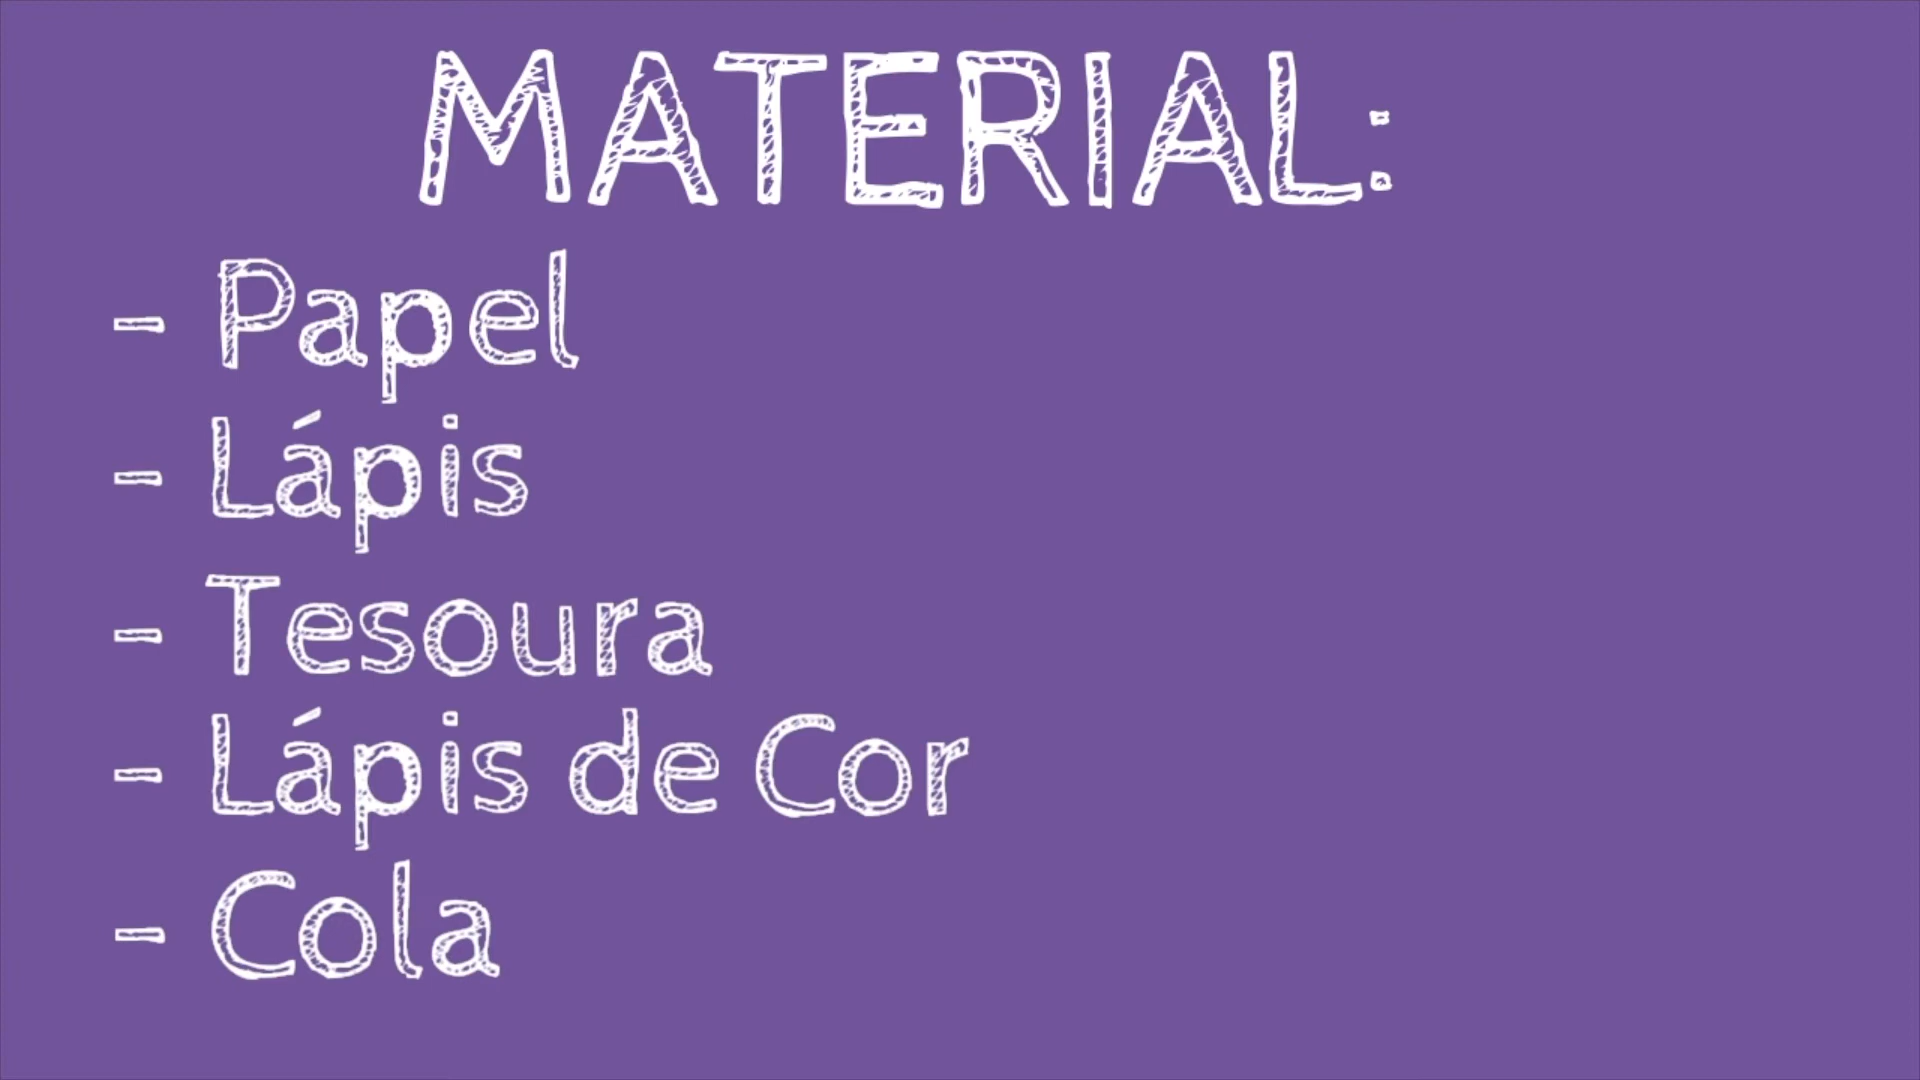 MATERIAL:
- Papel
- Lápis
- Tesoura
- Lápis de Cor
- Cola